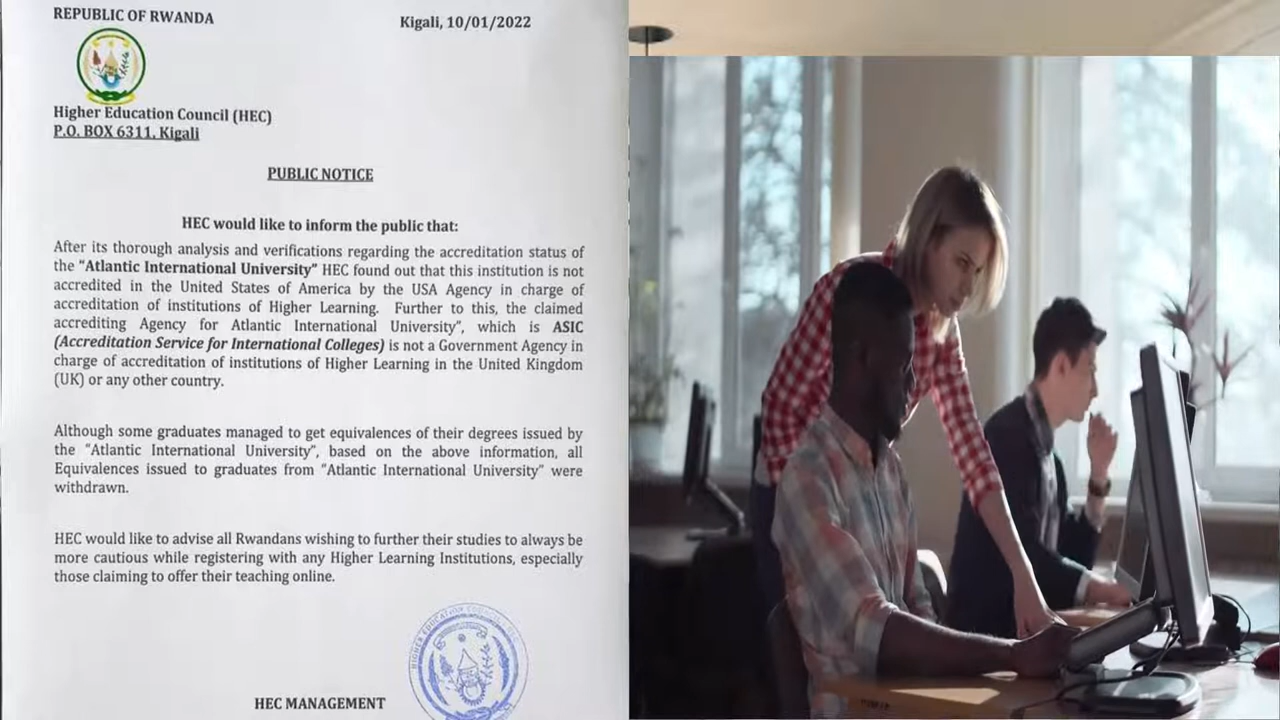 REPUBLIC OF RWANDA
Kigali, 10/01/2022
Higher Education Council (HEC)
P.O. BOX 6311, Kigali
PUBLIC NOTICE
HEC would like to inform the public that:
After its thorough analysis and verifications regarding the accreditation status of
the "Atlantic International University" HEC found out that this institution is not
accredited in the United States of America by the USA Agency in charge of
accreditation of institutions of Higher Learning. Further to this, the claimed
accrediting Agency for Atlantic International University", which is ASIC
(Accreditation Service for International Colleges) is not a Government Agency in
charge of accreditation of institutions of Higher Learning in the United Kingdom
(UK) or any other country.
Although some graduates managed to get equivalences of their degrees issued by
the "Atlantic International University", based on the above information, all
Equivalences issued to graduates from "Atlantic International University" were
withdrawn.
HEC would like to advise all Rwandans wishing to further their studies to always be
more cautious while registering with any Higher Learning Institutions, especially
those claiming to offer their teaching online.
HIGHER EDUCATION COUNCIL
HEC MANAGEMENT